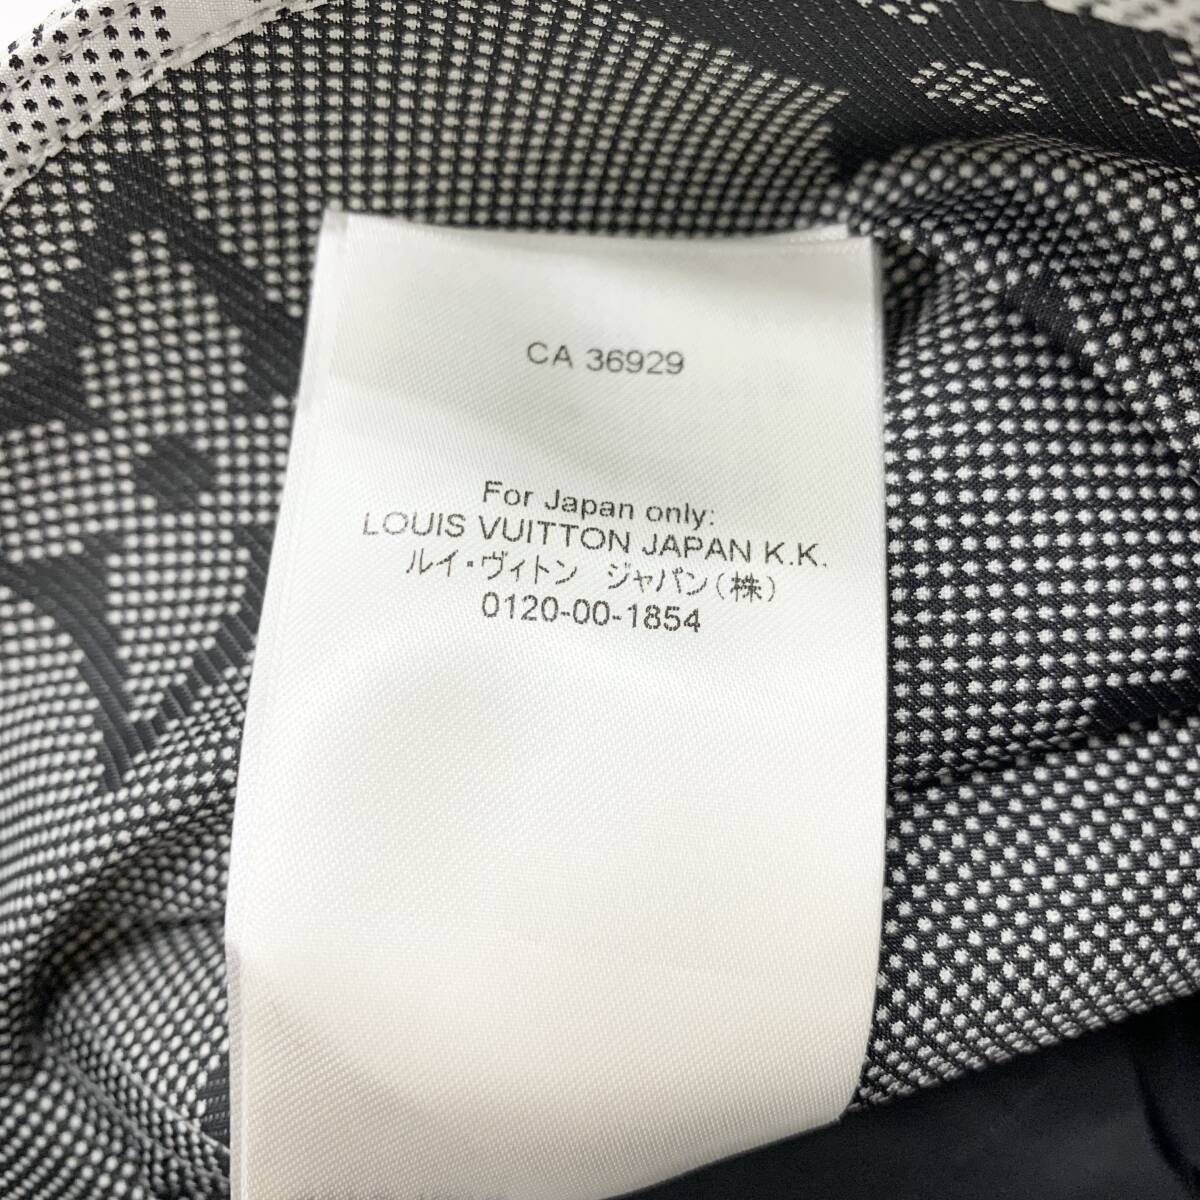 CA 36929
For Japan only:
LOUIS VUITTON JAPAN K.K.
ルイ・ヴィトン ジャパン(株)
0120-00-1854